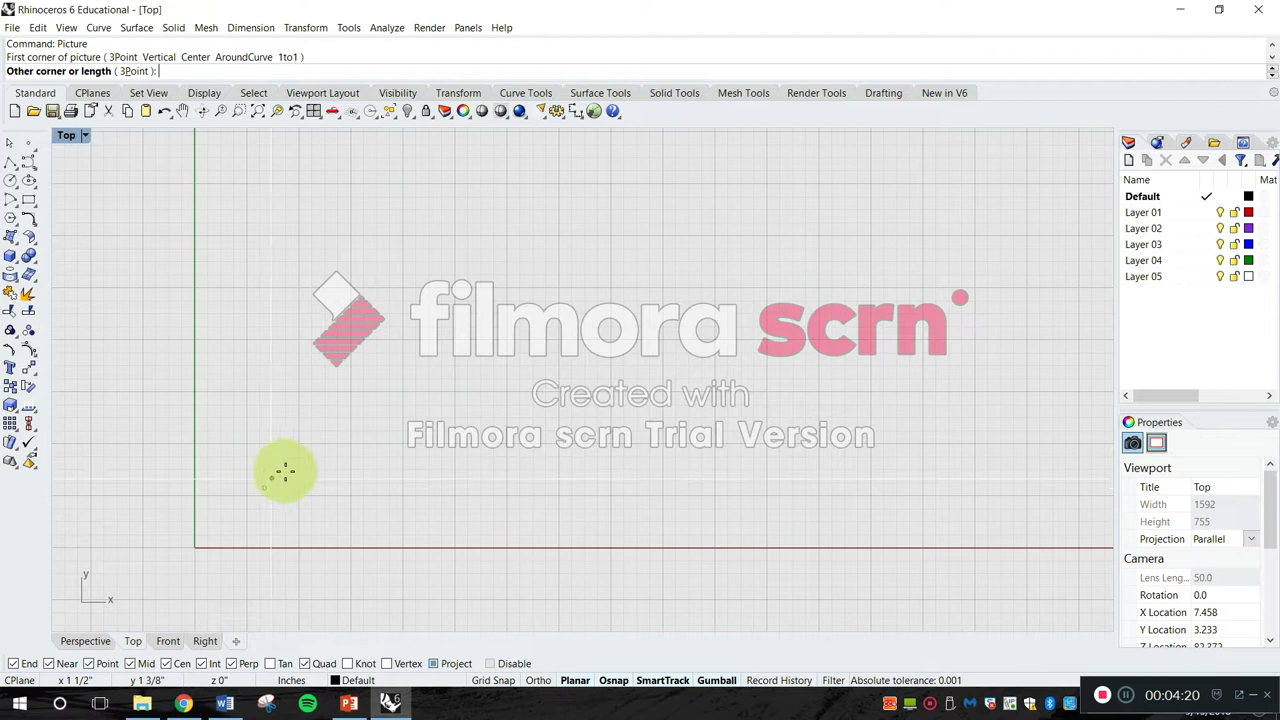 Rhinoceros 6 Educational - [Top]
File Edit View Curve Surface Solid Mesh Dimension Transform Tools Analyze Render Panels Help
Command: Picture
First corner of picture ( 3Point Vertical Center AroundCurve 1to1 )
Other corner or length ( 3Point ):
Standard CPlanes Set View Display Select Viewport Layout Visibility Transform Curve Tools Surface Tools Solid Tools Mesh Tools Render Tools Drafting New in V6
Top
Name Mat
Default
Layer 01
Layer 02
Layer 03
Layer 04
Layer 05
filmora scrn
Created with
Filmora scrn Trial Version
Properties
Viewport
Title Top
Width 1592
Height 755
Projection Parallel
Camera
Lens Leng... 50.0
Rotation 0.0
X Location 7.458
Y Location 3.233
y
x
Perspective Top Front Right
End Near Point Mid Cen Int Perp Tan Quad Knot Vertex Project Disable
CPlane x 1 1/2" y 1 3/8" z 0" Inches Default Grid Snap Ortho Planar Osnap SmartTrack Gumball Record History Filter Absolute tolerance: 0.001
00:04:20